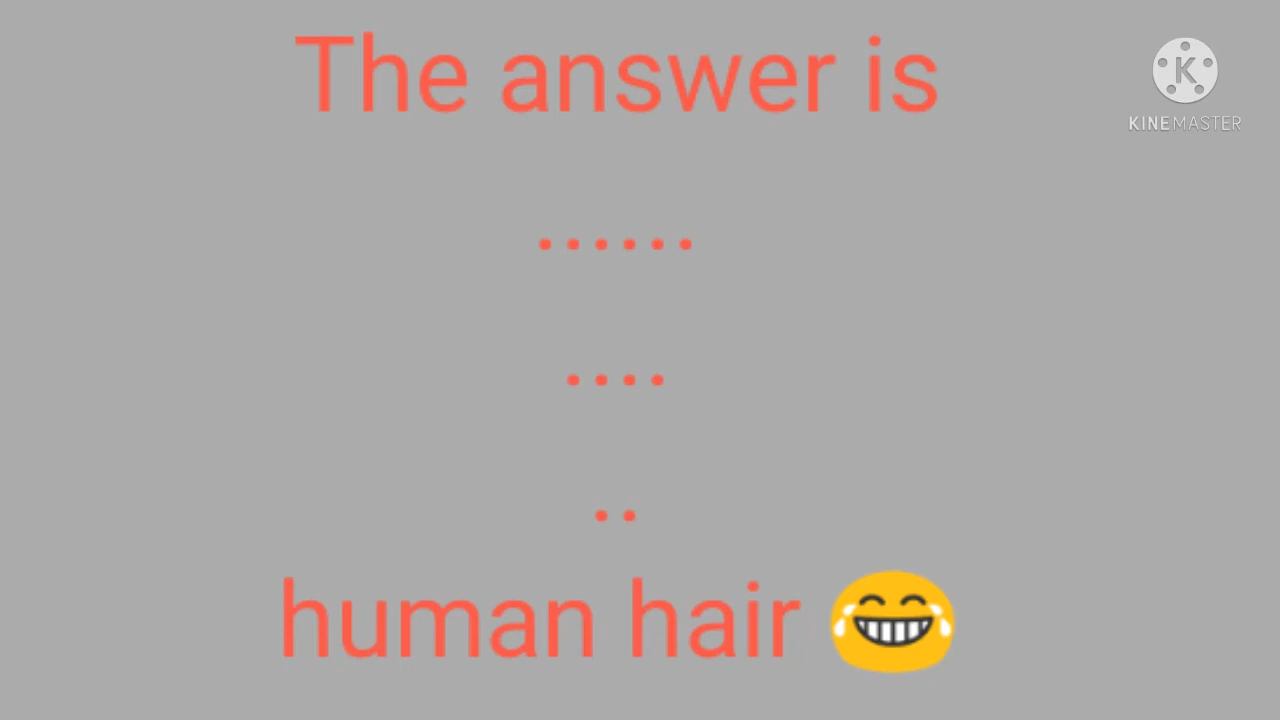 The answer is
K
KINEMASTER
......
....
..
human hair 😂